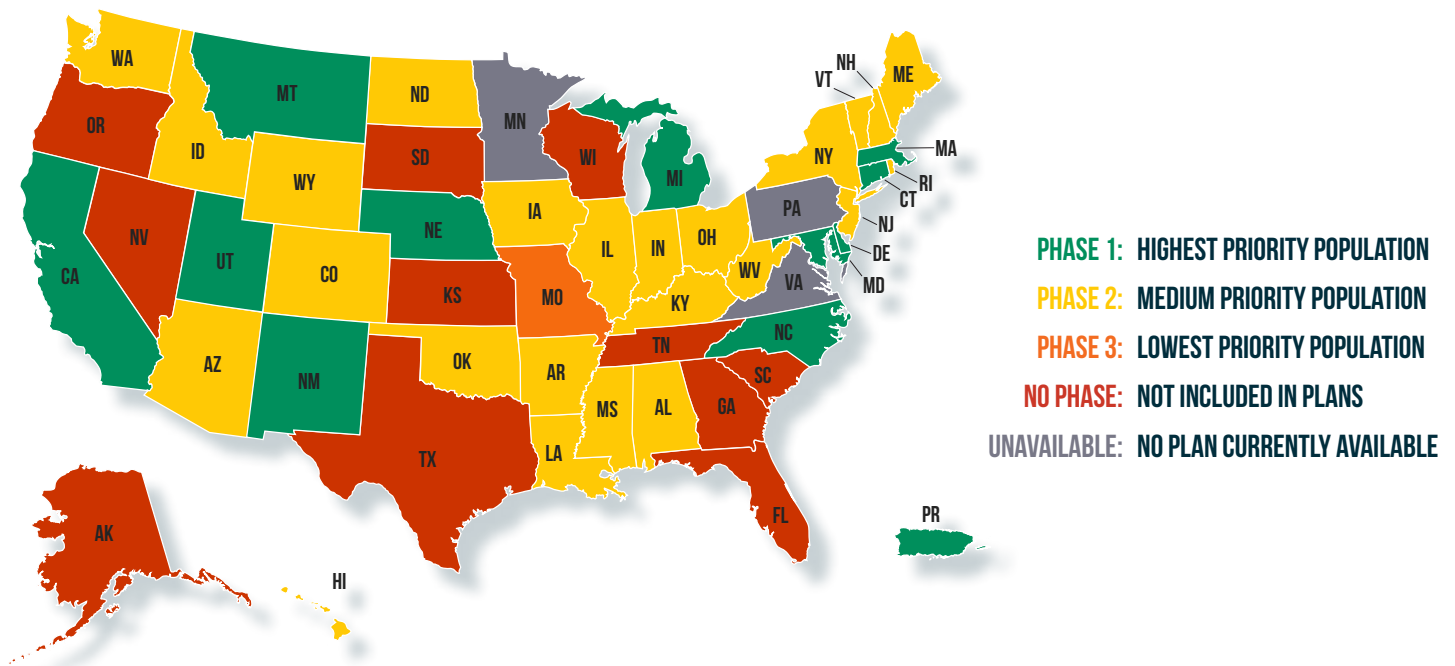 WA
MT
ND
MN
OR
ID
WY
SD
WI
MI
NY
VT
NH
ME
MA
RI
CT
NJ
DE
MD
PA
IA
NE
NV
UT
CO
CA
IL
IN
OH
WV
VA
KS
MO
KY
NC
TN
SC
AZ
NM
OK
AR
MS
AL
GA
LA
TX
FL
AK
HI
PR
PHASE 1: HIGHEST PRIORITY POPULATION
PHASE 2: MEDIUM PRIORITY POPULATION
PHASE 3: LOWEST PRIORITY POPULATION
NO PHASE: NOT INCLUDED IN PLANS
UNAVAILABLE: NO PLAN CURRENTLY AVAILABLE